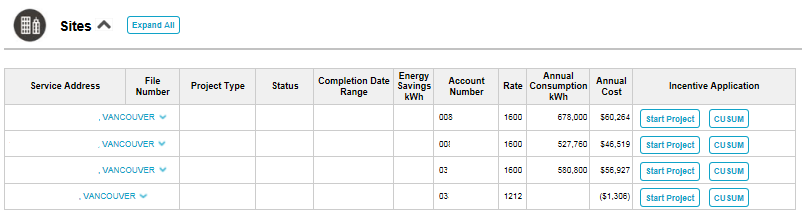 Sites
Expand All
Service Address File Number Project Type Status Completion Date Range Energy Savings kWh Account Number Rate Annual Consumption kWh Annual Cost Incentive Application
, VANCOUVER 008 1600 678,000 $60,264 Start Project CUSUM
, VANCOUVER 008 1600 527,760 $46,519 Start Project CUSUM
, VANCOUVER 03 1600 580,800 $56,927 Start Project CUSUM
, VANCOUVER 03 1212 ($1,306) Start Project CUSUM